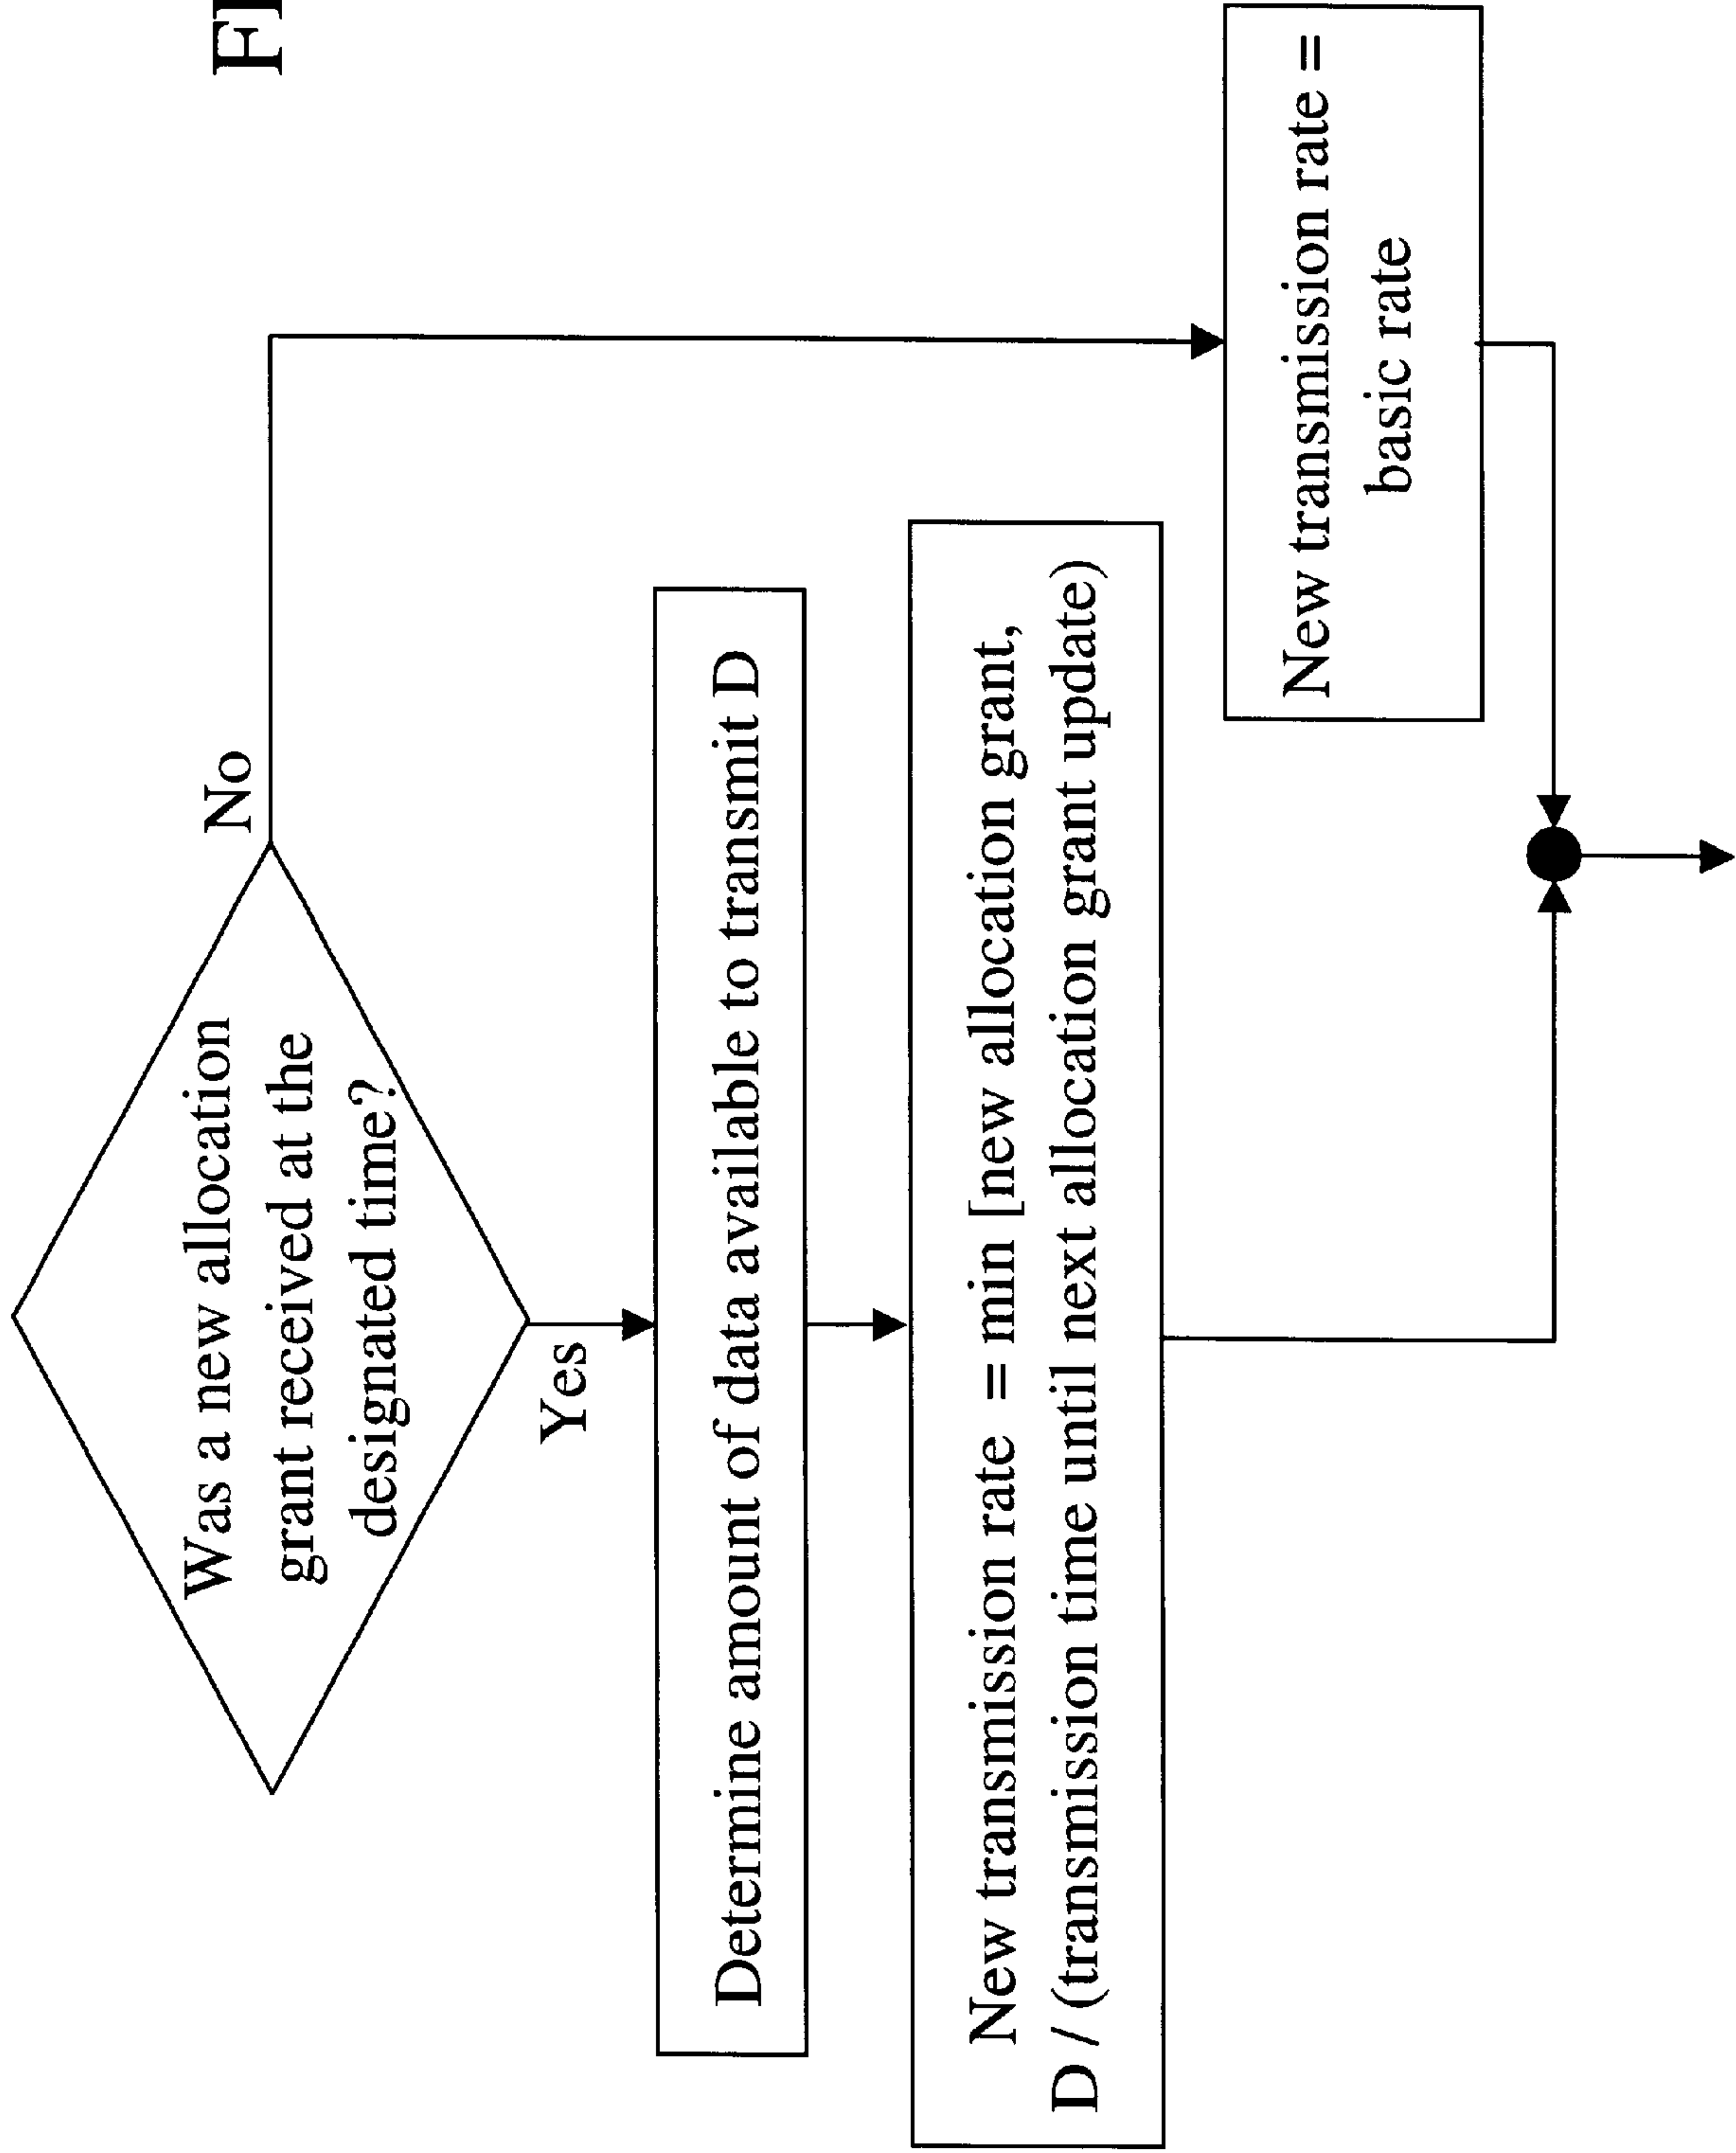 Was a new allocation
grant received at the
designated time?
No
Yes
Determine amount of data available to transmit D
New transmission rate = min [new allocation grant,
D / (transmission time until next allocation grant update)
New transmission rate =
basic rate